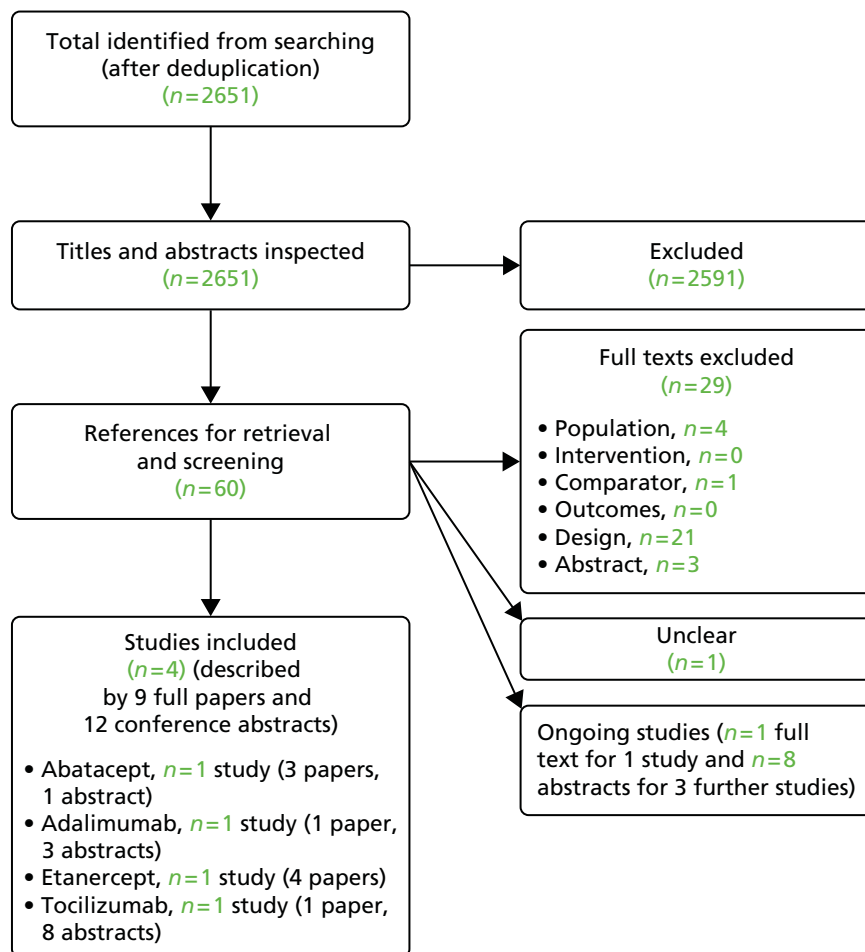 Total identified from searching
(after deduplication)
(n=2651)
Titles and abstracts inspected
(n=2651)
Excluded
(n=2591)
References for retrieval
and screening
(n=60)
Full texts excluded
(n=29)
• Population, n=4
• Intervention, n=0
• Comparator, n=1
• Outcomes, n=0
• Design, n=21
• Abstract, n=3
Unclear
(n=1)
Ongoing studies (n=1 full
text for 1 study and n=8
abstracts for 3 further studies)
Studies included
(n=4) (described
by 9 full papers and
12 conference abstracts)
• Abatacept, n=1 study (3 papers,
1 abstract)
• Adalimumab, n=1 study (1 paper,
3 abstracts)
• Etanercept, n=1 study (4 papers)
• Tocilizumab, n=1 study (1 paper,
8 abstracts)